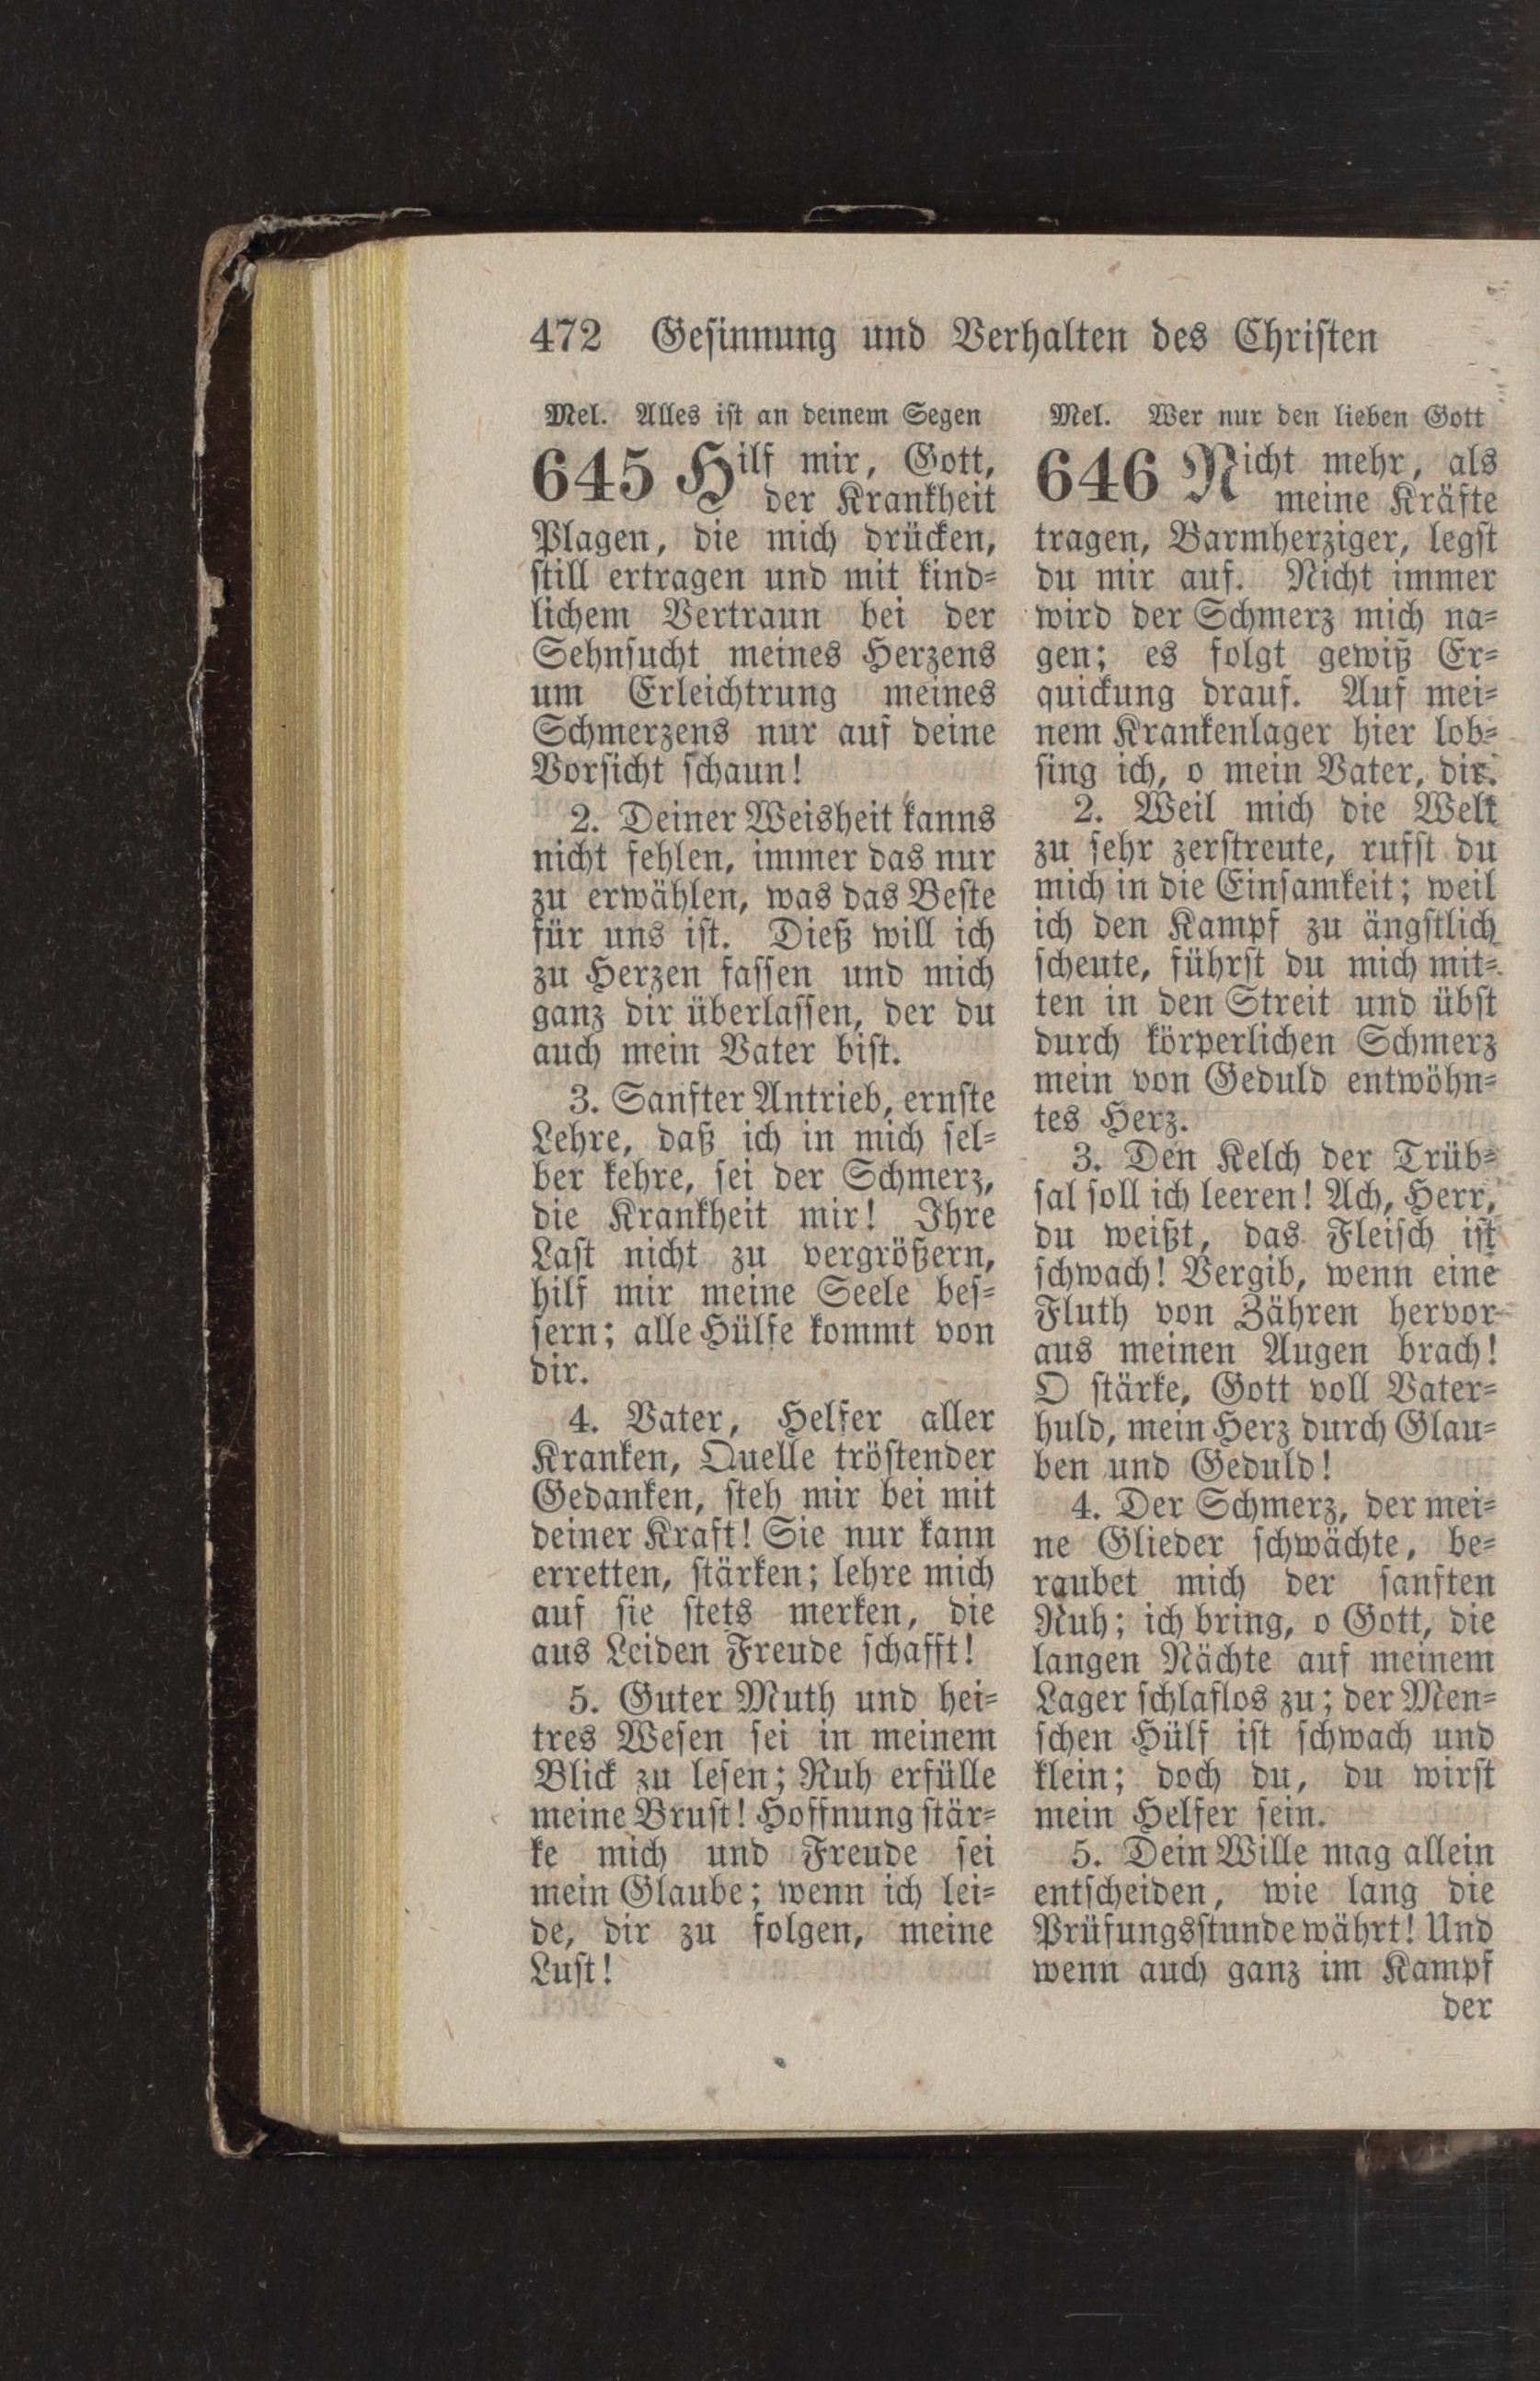 472 Gesinnung und Verhalten des Christen
Mel. Alles ist an deinem Segen
645 Hilf mir, Gott,
der Krankheit
Plagen, die mich drücken,
still ertragen und mit kind-
lichem Vertraun bei der
Sehnsucht meines Herzens
um Erleichtrung meines
Schmerzens nur auf deine
Vorsicht schaun!
2. Deiner Weisheit kanns
nicht fehlen, immer das nur
zu erwählen, was das Beste
für uns ist. Dieß will ich
zu Herzen fassen und mich
ganz dir überlassen, der du
auch mein Vater bist.
3. Sanfter Antrieb, ernste
Lehre, daß ich in mich sel-
ber kehre, sei der Schmerz,
die Krankheit mir! Ihre
Last nicht zu vergrößern,
hilf mir meine Seele bes-
sern; alle Hülfe kommt von
dir.
4. Vater, Helfer aller
Kranken, Quelle tröstender
Gedanken, steh mir bei mit
deiner Kraft! Sie nur kann
erretten, stärken; lehre mich
auf sie stets merken, die
aus Leiden Freude schafft!
5. Guter Muth und hei-
tres Wesen sei in meinem
Blick zu lesen; Ruh erfülle
meine Brust! Hoffnung stär-
ke mich und Freude sei
mein Glaube; wenn ich lei-
de, dir zu folgen, meine
Lust!
Mel. Wer nur den lieben Gott
646 Nicht mehr, als
meine Kräfte
tragen, Barmherziger, legst
du mir auf. Nicht immer
wird der Schmerz mich na-
gen; es folgt gewiß Er-
quickung drauf. Auf mei-
nem Krankenlager hier lob-
sing ich, o mein Vater, dir.
2. Weil mich die Welt
zu sehr zerstreute, rufst du
mich in die Einsamkeit; weil
ich den Kampf zu ängstlich
scheute, führst du mich mit-
ten in den Streit und übst
durch körperlichen Schmerz
mein von Geduld entwöhn-
tes Herz.
3. Den Kelch der Trüb-
sal soll ich leeren! Ach, Herr,
du weißt, das Fleisch ist
schwach! Vergib, wenn eine
Fluth von Zähren hervor
aus meinen Augen brach!
O stärke, Gott voll Vater-
huld, mein Herz durch Glau-
ben und Geduld!
4. Der Schmerz, der mei-
ne Glieder schwächte, be-
raubet mich der sanften
Ruh; ich bring, o Gott, die
langen Nächte auf meinem
Lager schlaflos zu; der Men-
schen Hülf ist schwach und
klein; doch du, du wirst
mein Helfer sein.
5. Dein Wille mag allein
entscheiden, wie lang die
Prüfungsstunde währt! Und
wenn auch ganz im Kampf
der